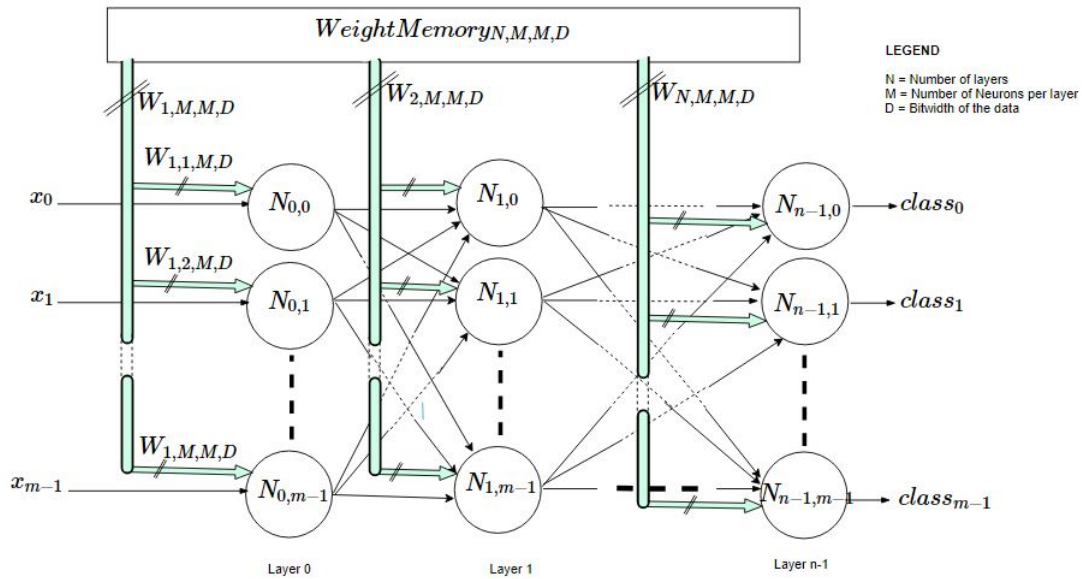 WeightMemory_{N,M,M,D}
LEGEND
N = Number of layers
M = Number of Neurons per layer
D = Bitwidth of the data
W_{1,M,M,D} W_{2,M,M,D} W_{N,M,M,D}
W_{1,1,M,D}
x_0 N_{0,0} N_{1,0} N_{n-1,0} class_0
W_{1,2,M,D}
x_1 N_{0,1} N_{1,1} N_{n-1,1} class_1
W_{1,M,M,D}
x_{m-1} N_{0,m-1} N_{1,m-1} N_{n-1,m-1} class_{m-1}
Layer 0 Layer 1 Layer n-1